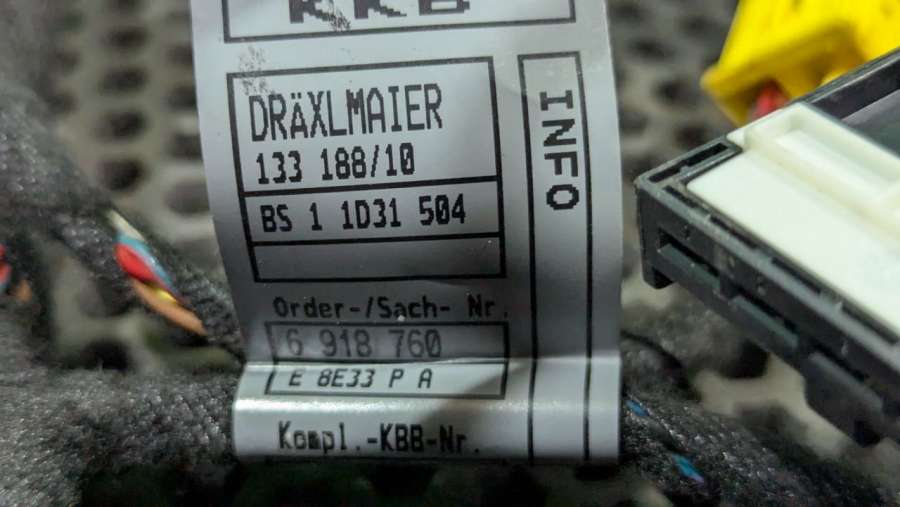 KKB
DRÄXLMAIER
133 188/10
BS 1 1D31 504
INFO
Order-/Sach- Nr.
6 918 760
E 8E33 P A
Kompl.-KBB-Nr.